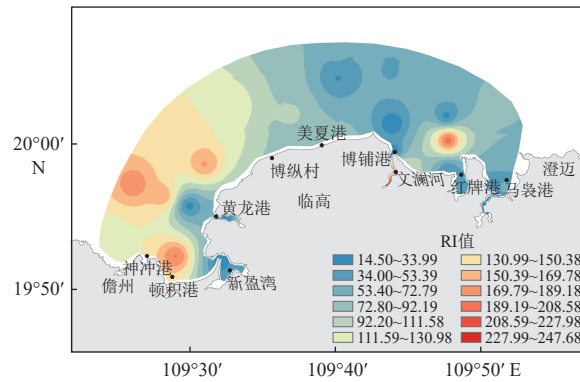 20°00′
N
19°50′
109°30′
109°40′
109°50′ E
美夏港
博纵村
博铺港
文澜河
红牌港
马袅港
澄迈
临高
黄龙港
神冲港
儋州
顿积港
新盈湾
RI值
14.50~33.99
34.00~53.39
53.40~72.79
72.80~92.19
92.20~111.58
111.59~130.98
130.99~150.38
150.39~169.78
169.79~189.18
189.19~208.58
208.59~227.98
227.99~247.68